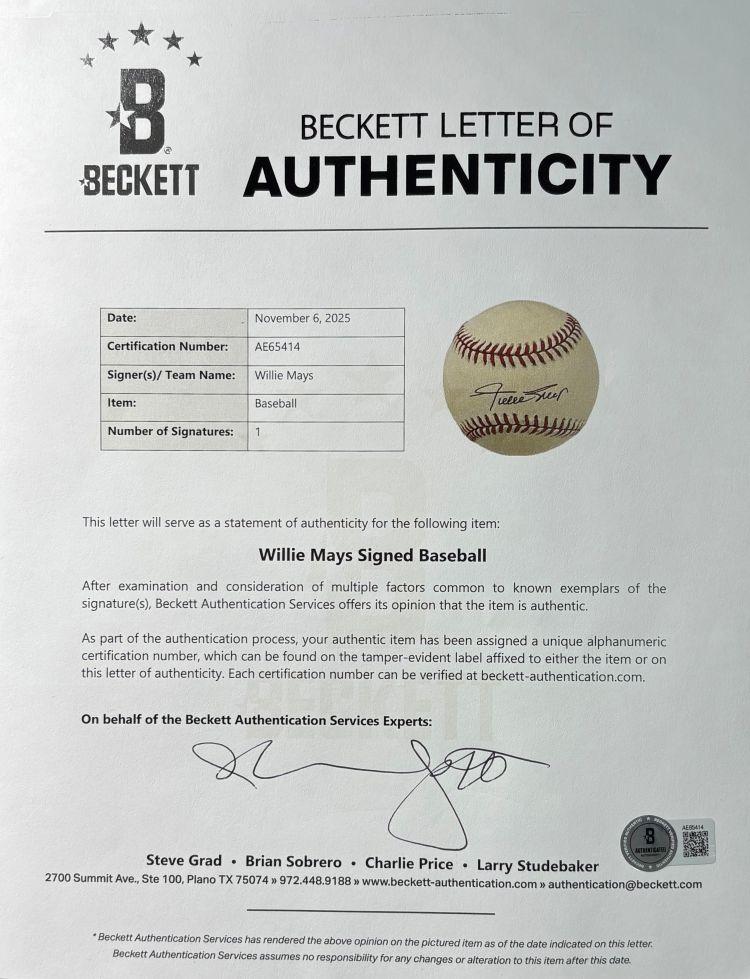 B
BECKETT
BECKETT LETTER OF
AUTHENTICITY
Date: November 6, 2025
Certification Number: AE65414
Signer(s)/ Team Name: Willie Mays
Item: Baseball
Number of Signatures: 1
Willie Mays
This letter will serve as a statement of authenticity for the following item:
Willie Mays Signed Baseball
After examination and consideration of multiple factors common to known exemplars of the
signature(s), Beckett Authentication Services offers its opinion that the item is authentic.
As part of the authentication process, your authentic item has been assigned a unique alphanumeric
certification number, which can be found on the tamper-evident label affixed to either the item or on
this letter of authenticity. Each certification number can be verified at beckett-authentication.com.
BECKETT
On behalf of the Beckett Authentication Services Experts:
AE65414
B
AUTHENTICATED
Steve Grad • Brian Sobrero • Charlie Price • Larry Studebaker
2700 Summit Ave., Ste 100, Plano TX 75074 » 972.448.9188 » www.beckett-authentication.com » authentication@beckett.com
* Beckett Authentication Services has rendered the above opinion on the pictured item as of the date indicated on this letter.
Beckett Authentication Services assumes no responsibility for any changes or alteration to this item after this date.